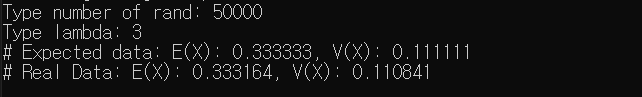 Type number of rand: 50000
Type lambda: 3
# Expected data: E(X): 0.333333, V(X): 0.111111
# Real Data: E(X): 0.333164, V(X): 0.110841